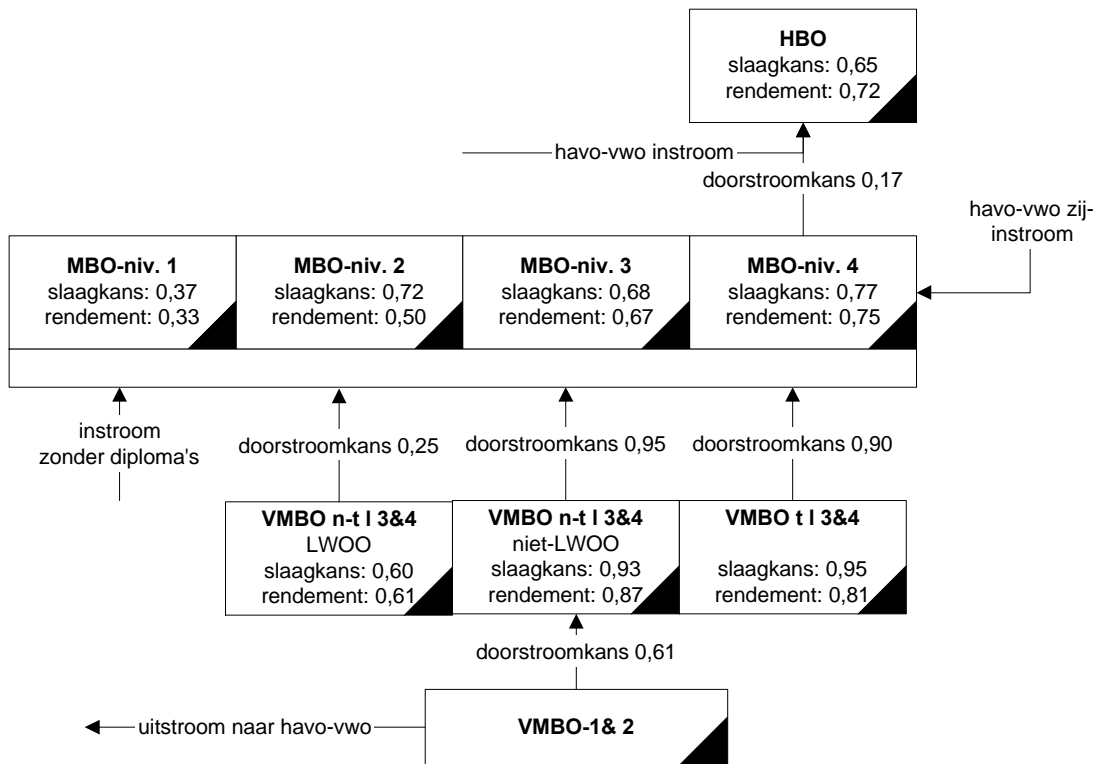 HBO
slaagkans: 0,65
rendement: 0,72
havo-vwo instroom
doorstroomkans 0,17
havo-vwo zij-
instroom
MBO-niv. 1
slaagkans: 0,37
rendement: 0,33
MBO-niv. 2
slaagkans: 0,72
rendement: 0,50
MBO-niv. 3
slaagkans: 0,68
rendement: 0,67
MBO-niv. 4
slaagkans: 0,77
rendement: 0,75
instroom
zonder diploma's
doorstroomkans 0,25
doorstroomkans 0,95
doorstroomkans 0,90
VMBO n-t l 3&4
LWOO
slaagkans: 0,60
rendement: 0,61
VMBO n-t l 3&4
niet-LWOO
slaagkans: 0,93
rendement: 0,87
VMBO t l 3&4
slaagkans: 0,95
rendement: 0,81
doorstroomkans 0,61
uitstroom naar havo-vwo
VMBO-1& 2